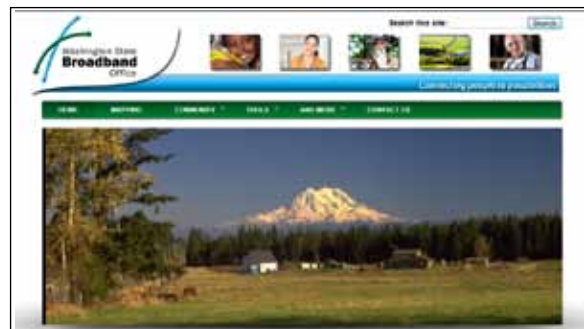 Search this site:
Search
Washington State
Broadband
Office
Connecting people to possibilities
HOME MAPPING COMMUNITY TOOLS AND MORE CONTACT US